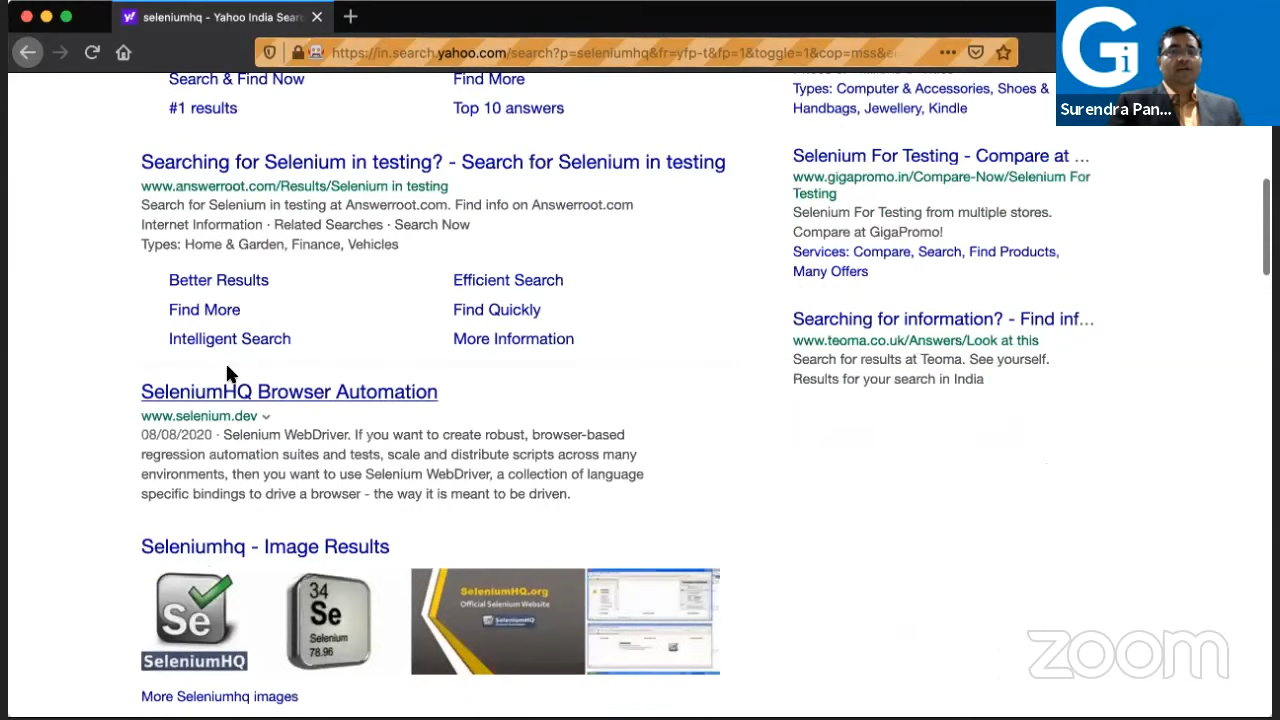 seleniumhq - Yahoo India Sear
https://in.search.yahoo.com/search?p=seleniumhq&fr=yfp-t&fp=1&toggle=1&cop=mss&e
Gi
Surendra Pan...
Search & Find Now
Find More
#1 results
Top 10 answers
Searching for Selenium in testing? - Search for Selenium in testing
www.answerroot.com/Results/Selenium in testing
Search for Selenium in testing at Answerroot.com. Find info on Answerroot.com
Internet Information · Related Searches · Search Now
Types: Home & Garden, Finance, Vehicles
Better Results
Efficient Search
Find More
Find Quickly
Intelligent Search
More Information
SeleniumHQ Browser Automation
www.selenium.dev
08/08/2020 · Selenium WebDriver. If you want to create robust, browser-based
regression automation suites and tests, scale and distribute scripts across many
environments, then you want to use Selenium WebDriver, a collection of language
specific bindings to drive a browser - the way it is meant to be driven.
Seleniumhq - Image Results
Se
SeleniumHQ
34
Se
Selenium
78.96
SeleniumHQ.org
Official Selenium Website
SeleniumHQ
More Seleniumhq images
Types: Computer & Accessories, Shoes &
Handbags, Jewellery, Kindle
Selenium For Testing - Compare at ...
www.gigapromo.in/Compare-Now/Selenium For
Testing
Selenium For Testing from multiple stores.
Compare at GigaPromo!
Services: Compare, Search, Find Products,
Many Offers
Searching for information? - Find inf...
www.teoma.co.uk/Answers/Look at this
Search for results at Teoma. See yourself.
Results for your search in India
zoom